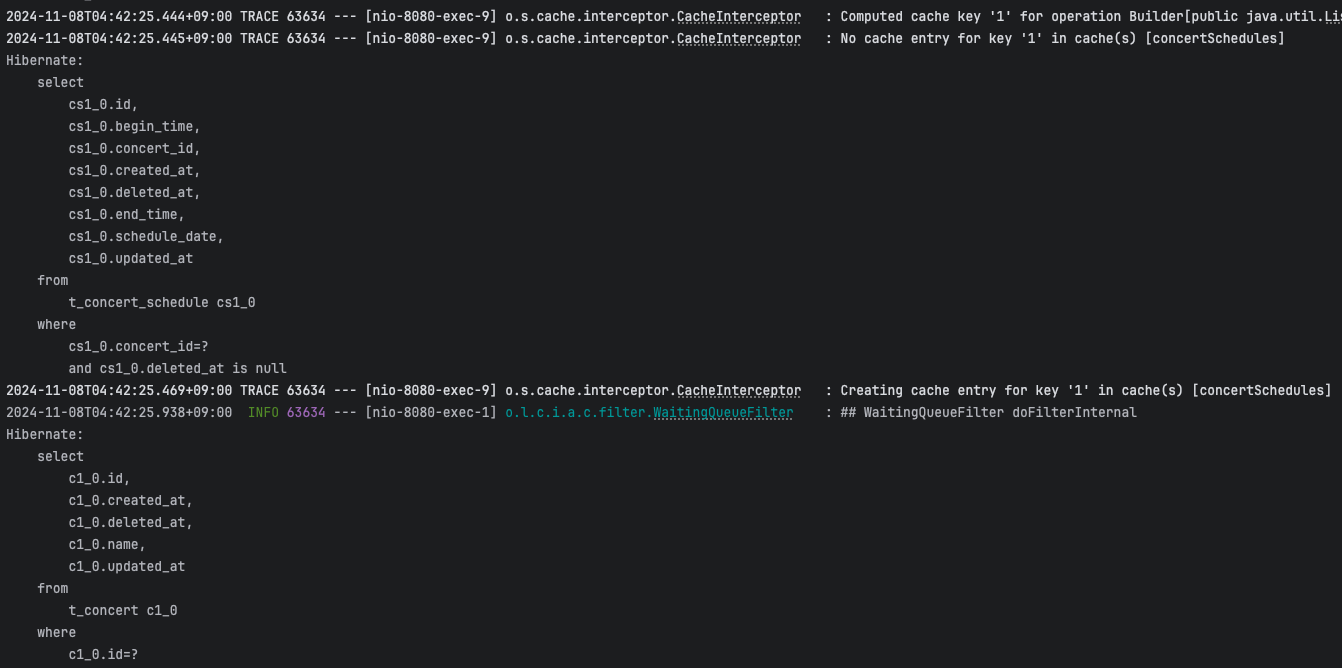 2024-11-08T04:42:25.444+09:00 TRACE 63634 --- [nio-8080-exec-9] o.s.cache.interceptor.CacheInterceptor : Computed cache key '1' for operation Builder[public java.util.Lis
2024-11-08T04:42:25.445+09:00 TRACE 63634 --- [nio-8080-exec-9] o.s.cache.interceptor.CacheInterceptor : No cache entry for key '1' in cache(s) [concertSchedules]
Hibernate:
select
cs1_0.id,
cs1_0.begin_time,
cs1_0.concert_id,
cs1_0.created_at,
cs1_0.deleted_at,
cs1_0.end_time,
cs1_0.schedule_date,
cs1_0.updated_at
from
t_concert_schedule cs1_0
where
cs1_0.concert_id=?
and cs1_0.deleted_at is null
2024-11-08T04:42:25.469+09:00 TRACE 63634 --- [nio-8080-exec-9] o.s.cache.interceptor.CacheInterceptor : Creating cache entry for key '1' in cache(s) [concertSchedules]
2024-11-08T04:42:25.938+09:00 INFO 63634 --- [nio-8080-exec-1] o.l.c.i.a.c.filter.WaitingQueueFilter : ## WaitingQueueFilter doFilterInternal
Hibernate:
select
c1_0.id,
c1_0.created_at,
c1_0.deleted_at,
c1_0.name,
c1_0.updated_at
from
t_concert c1_0
where
c1_0.id=?